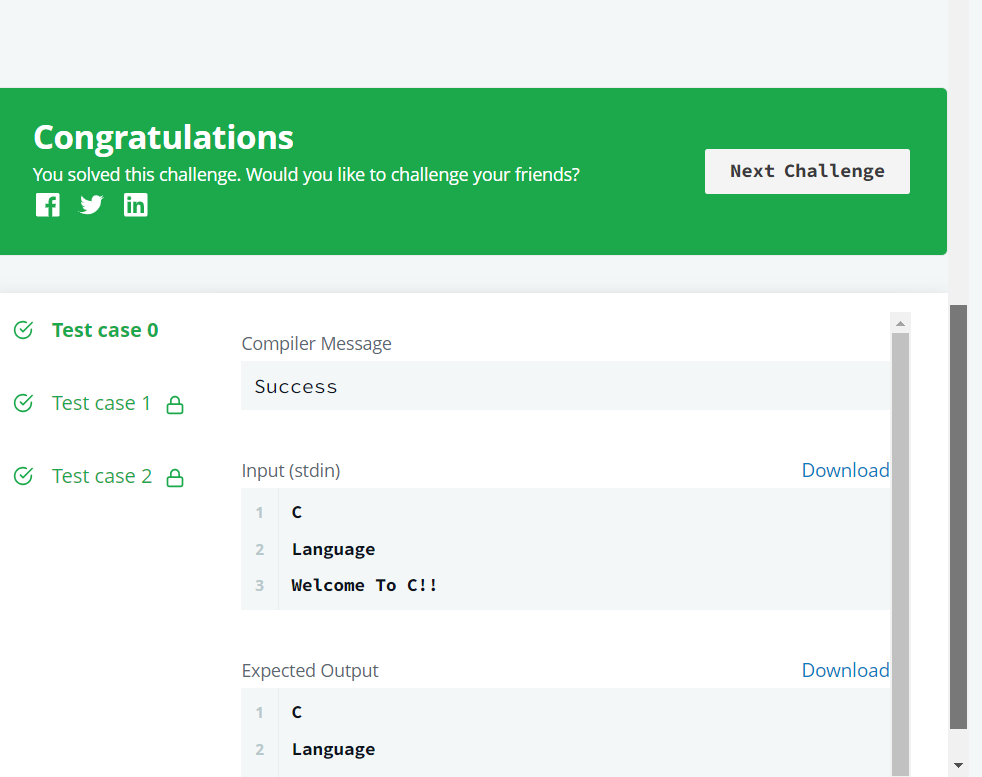 Congratulations
You solved this challenge. Would you like to challenge your friends?
Next Challenge
Test case 0
Test case 1
Test case 2
Compiler Message
Success
Input (stdin)
Download
1 C
2 Language
3 Welcome To C!!
Expected Output
Download
1 C
2 Language